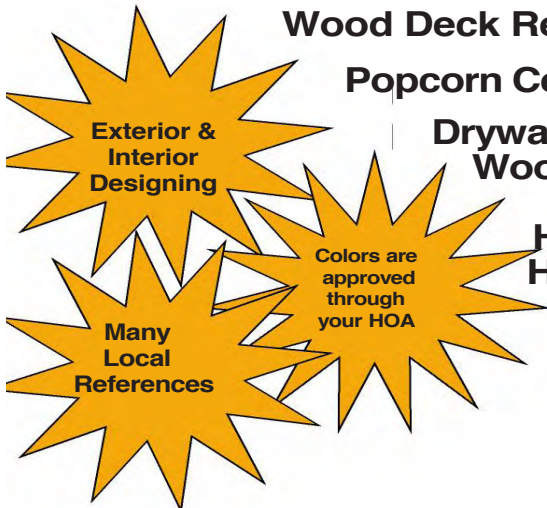 Wood Deck
Popcorn
Exterior &
Interior
Designing
Colors are
approved
through
your HOA
Many
Local
References